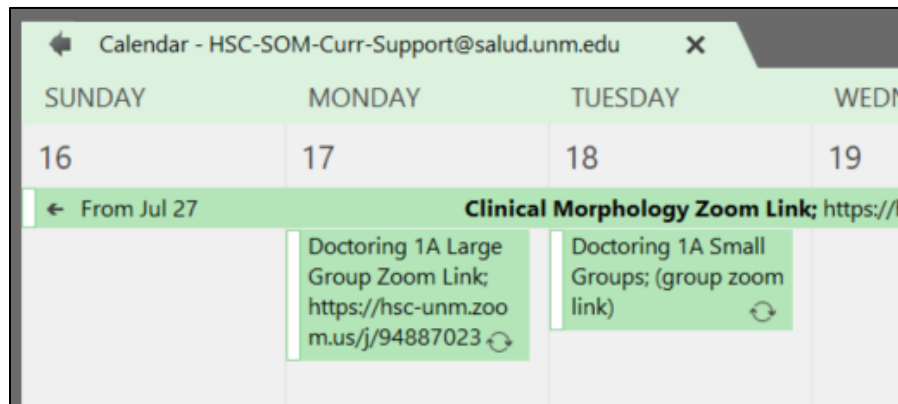 Calendar - HSC-SOM-Curr-Support@salud.unm.edu
SUNDAY MONDAY TUESDAY
16 17 18 19
From Jul 27 Clinical Morphology Zoom Link;
Doctoring 1A Large
Group Zoom Link;
https://hsc-unm.zoo
m.us/j/94887023
Doctoring 1A Small
Groups; (group zoom
link)